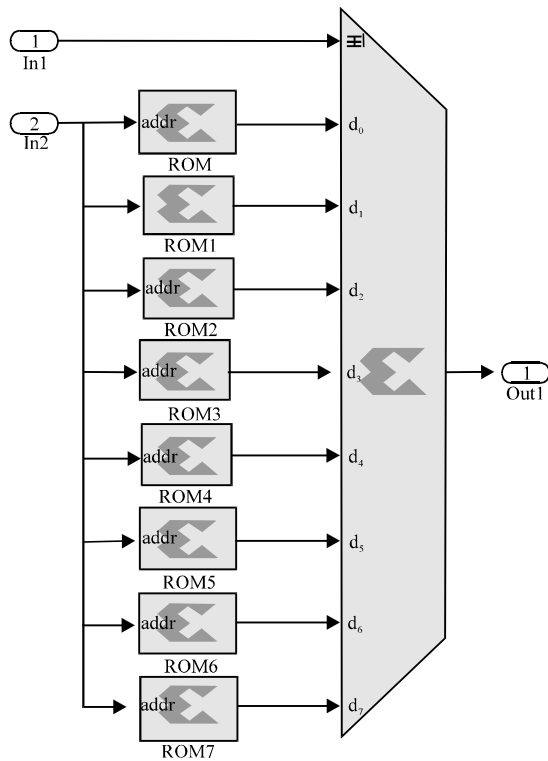 1
In1
2
In2
addr
d0
ROM
d1
ROM1
addr
d2
ROM2
addr
d3
1
Out1
ROM3
addr
d4
ROM4
addr
d5
ROM5
addr
d6
ROM6
addr
d7
ROM7